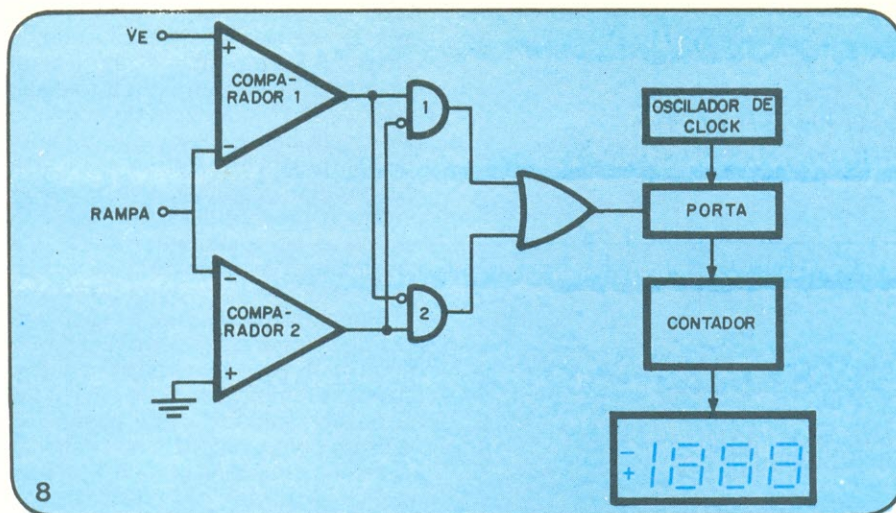 VE
+
COMPA-
RADOR 1
-
RAMPA
-
COMPA-
RADOR 2
+
1
2
OSCILADOR DE
CLOCK
PORTA
CONTADOR
-
+ 1888
8